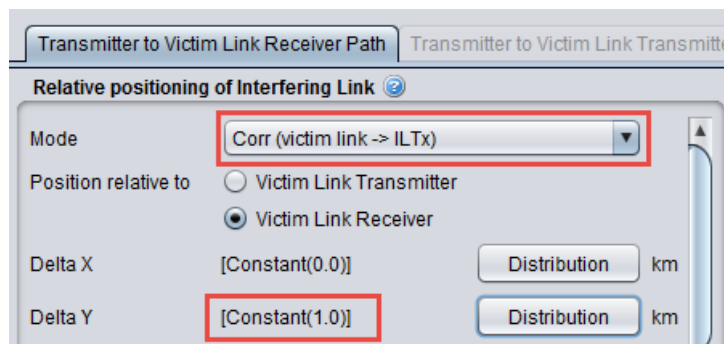 Transmitter to Victim Link Receiver Path Transmitter to Victim Link Transmitt
Relative positioning of Interfering Link
Mode Corr (victim link -> ILTx)
Position relative to Victim Link Transmitter
Victim Link Receiver
Delta X [Constant(0.0)] Distribution km
Delta Y [Constant(1.0)] Distribution km